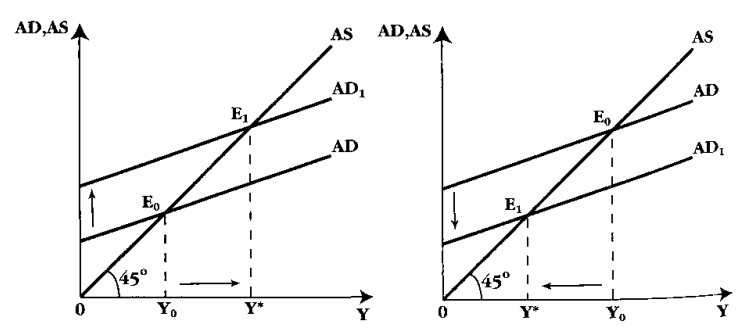 AD,AS
AS
AD₁
E₁
AD
E₀
45°
0
Y₀
Y*
Y
AD,AS
AS
AD
E₀
AD₁
E₁
45°
0
Y*
Y₀
Y